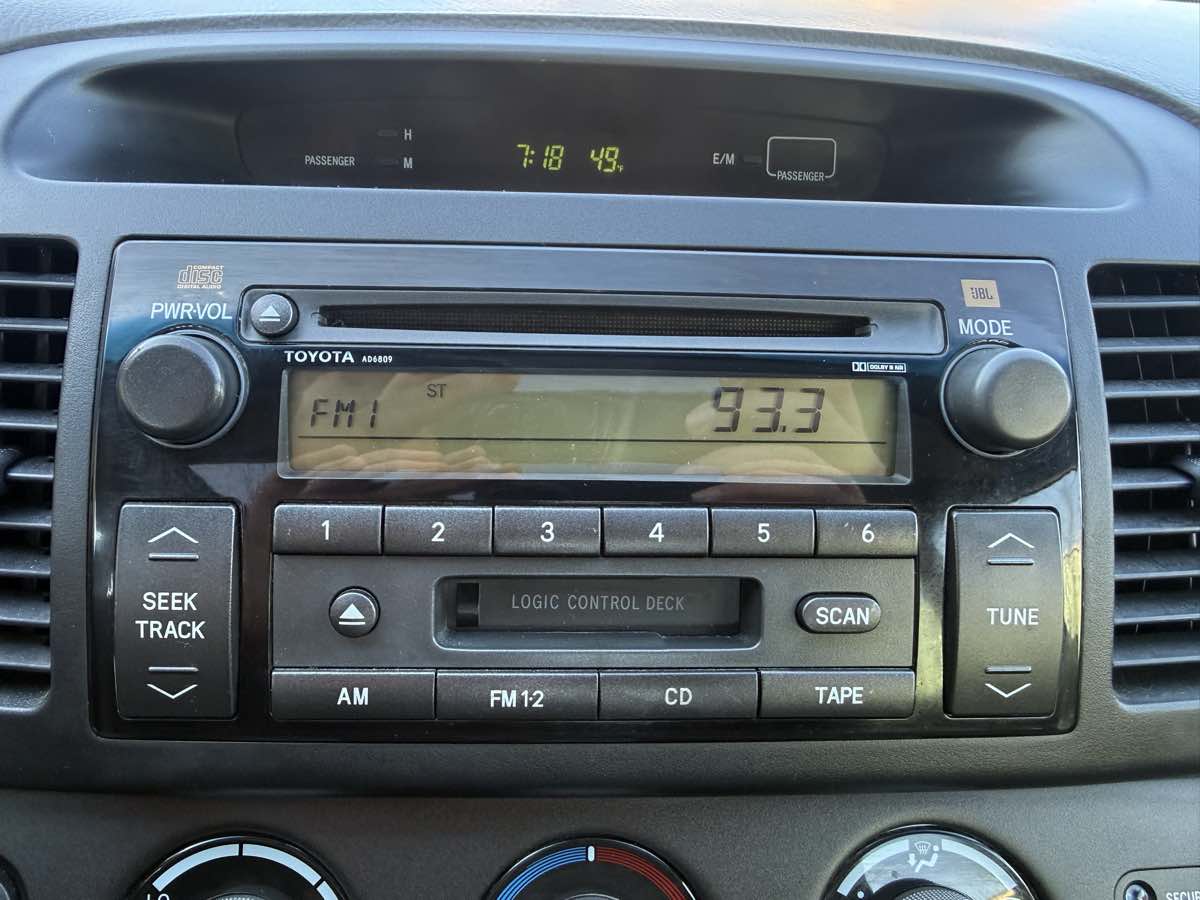 H
PASSENGER M
7:18 49°F
E/M
PASSENGER
COMPACT
disc
DIGITAL AUDIO
JBL
PWR·VOL
MODE
TOYOTA AD6809
DOLBY B NR
FM1 ST 93.3
1 2 3 4 5 6
SEEK
TRACK
LOGIC CONTROL DECK
SCAN
TUNE
AM FM1·2 CD TAPE
LO
SECUR